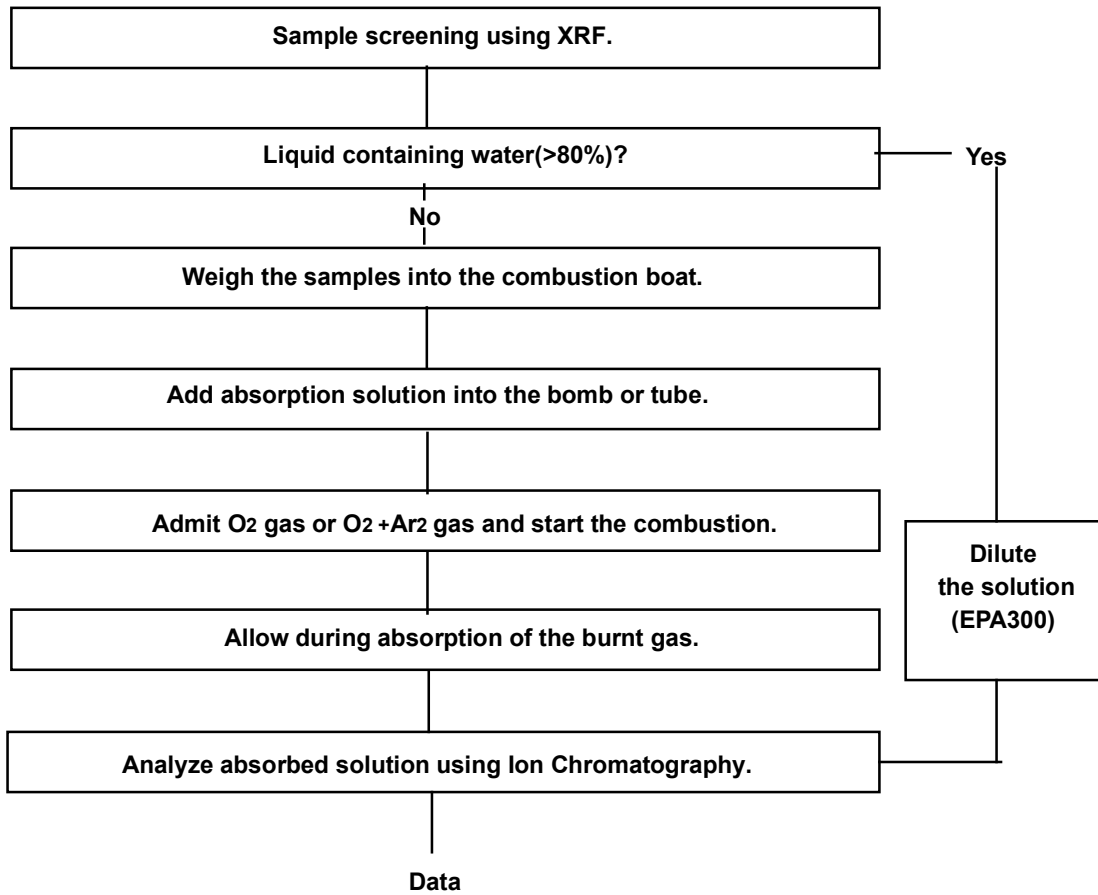 Sample screening using XRF.
Liquid containing water(>80%)?
Yes
No
Weigh the samples into the combustion boat.
Add absorption solution into the bomb or tube.
Admit O2 gas or O2 +Ar2 gas and start the combustion.
Dilute
the solution
(EPA300)
Allow during absorption of the burnt gas.
Analyze absorbed solution using Ion Chromatography.
Data